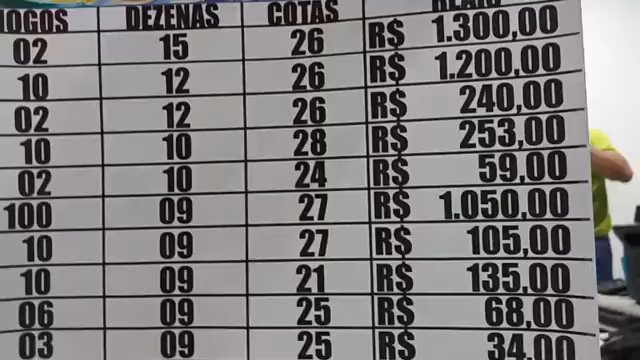 JOGOS DEZENAS COTAS REAIS
02 15 26 R$ 1.300,00
10 12 26 R$ 1.200,00
02 12 26 R$ 240,00
10 10 28 R$ 253,00
02 10 24 R$ 59,00
100 09 27 R$ 1.050,00
10 09 27 R$ 105,00
10 09 21 R$ 135,00
06 09 25 R$ 68,00
03 09 25 R$ 34,00